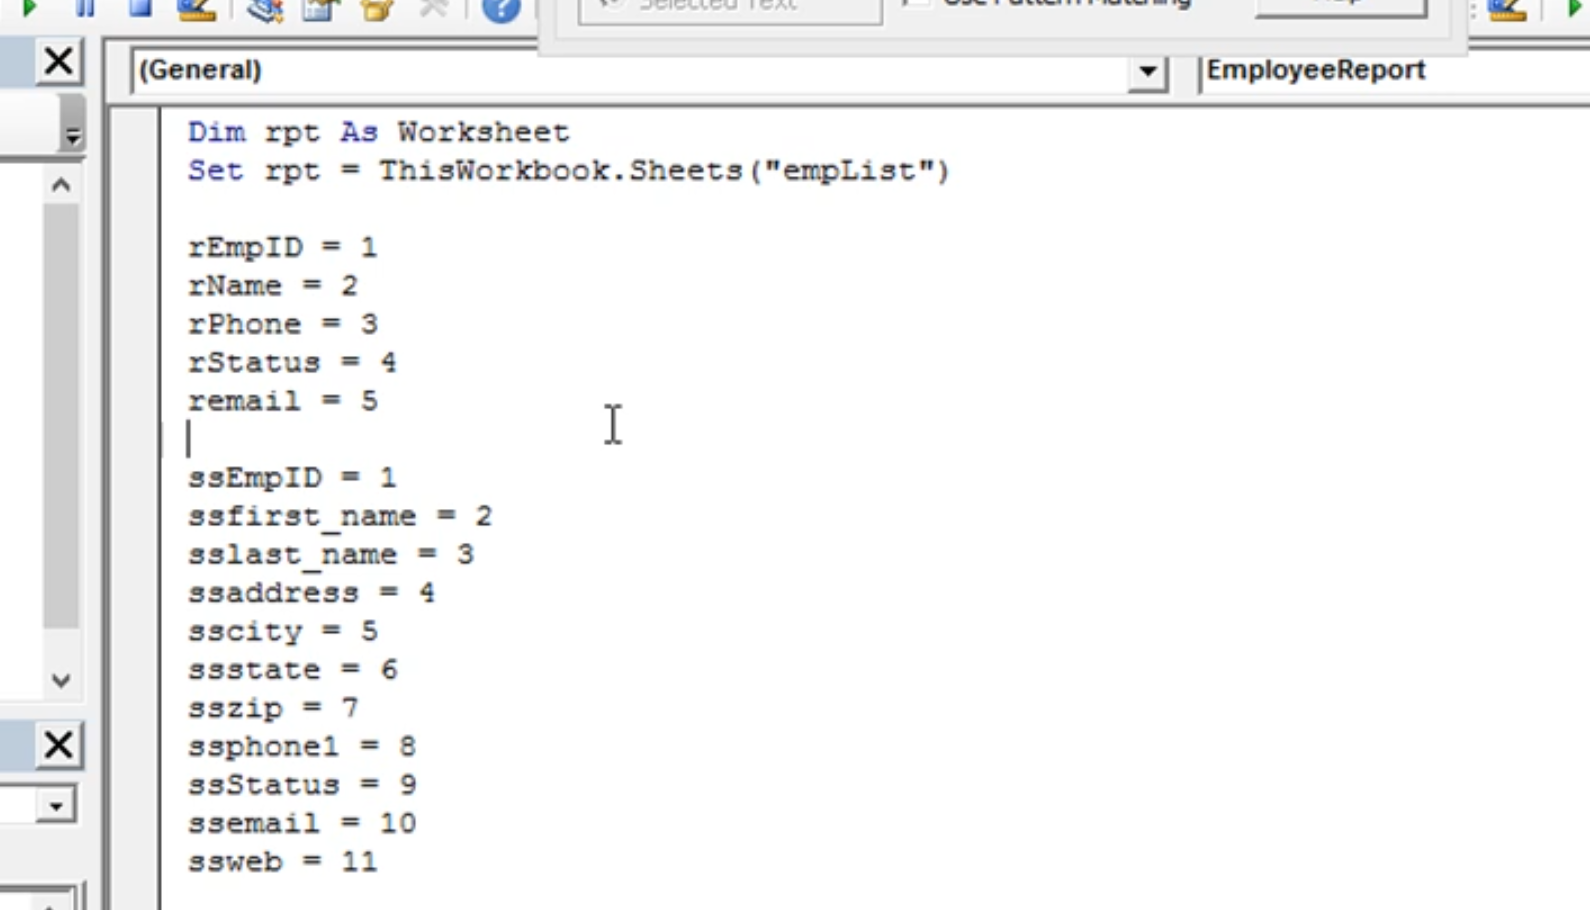 Selected Text
Use Pattern Matching
Help
(General)
EmployeeReport
Dim rpt As Worksheet
Set rpt = ThisWorkbook.Sheets("empList")
rEmpID = 1
rName = 2
rPhone = 3
rStatus = 4
remail = 5
ssEmpID = 1
ssfirst_name = 2
sslast_name = 3
ssaddress = 4
sscity = 5
ssstate = 6
sszip = 7
ssphone1 = 8
ssStatus = 9
ssemail = 10
ssweb = 11